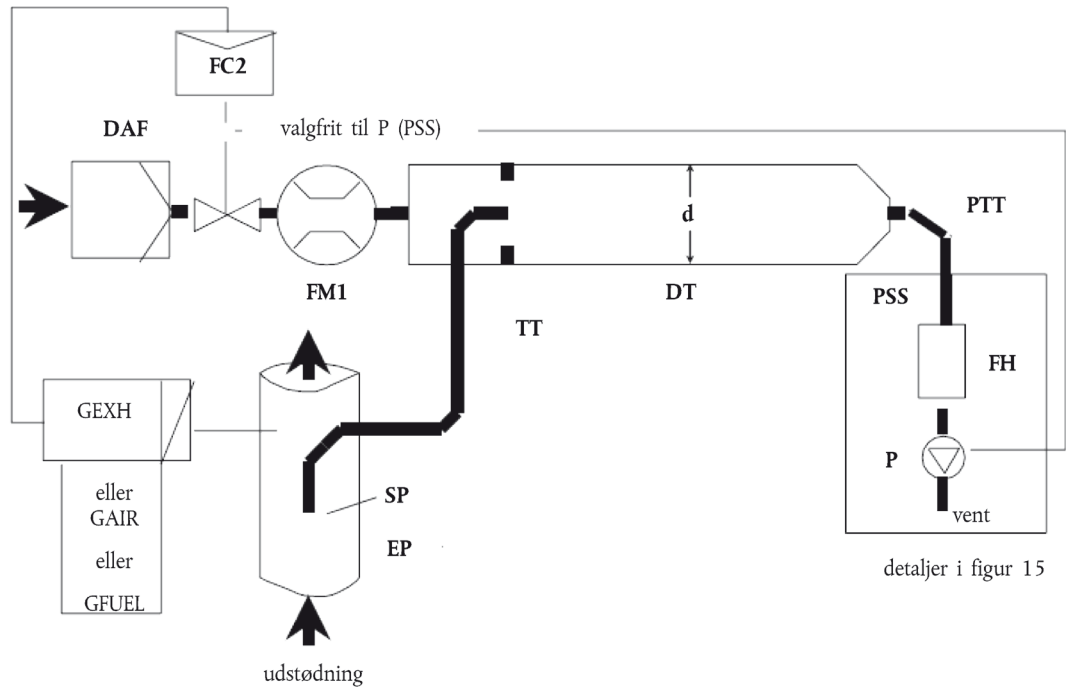 FC2
DAF
valgfrit til P (PSS)
d
PTT
FM1
DT
PSS
TT
FH
GEXH
P
eller
GAIR
SP
vent
eller
EP
detaljer i figur 15
GFUEL
udstødning